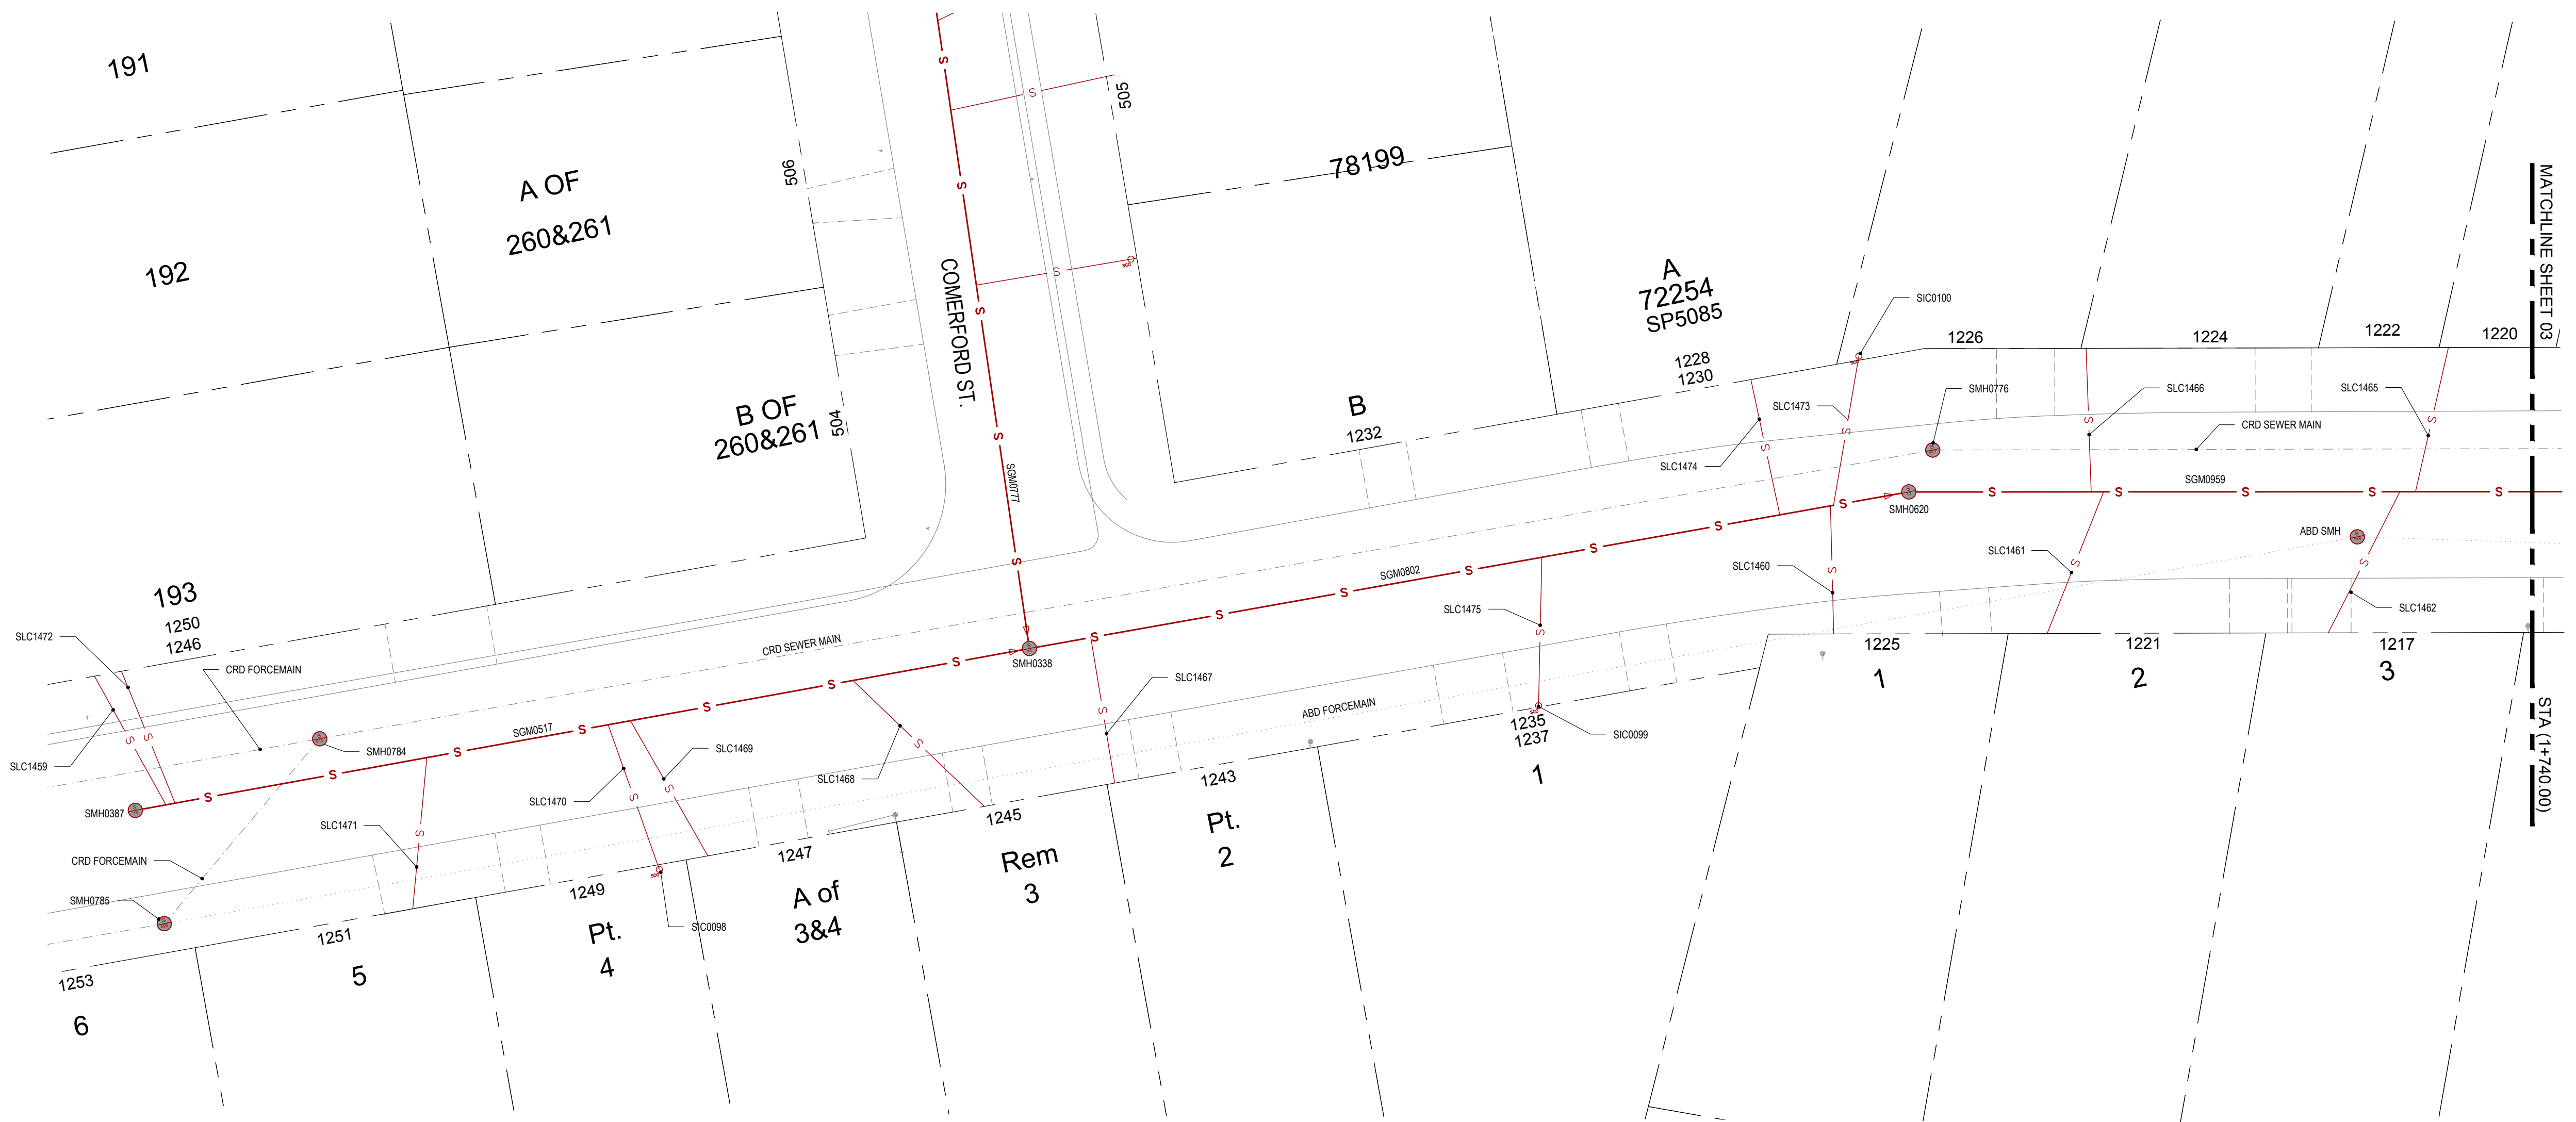 191
A OF
260&261
192
506
505
78199
COMERFORD ST.
A
72254
SP5085
SIC0100
1228
1230
1226
1224
1222
1220
MATCHLINE SHEET 03
B OF
260&261
504
B
1232
SLC1473
SMH0776
SLC1466
SLC1465
CRD SEWER MAIN
SLC1474
SGM0777
SGM0959
SMH0620
ABD SMH
SLC1461
SLC1460
SGM0802
SLC1475
SLC1462
193
1250
1246
SLC1472
CRD FORCEMAIN
CRD SEWER MAIN
SMH0338
SLC1467
1225
1
1221
2
1217
3
STA (1+740.00)
SLC1459
SMH0784
SGM0517
SLC1469
SLC1468
ABD FORCEMAIN
1235
1237
SIC0099
1
1243
Pt.
2
SMH0387
SLC1471
SLC1470
1245
Rem
3
CRD FORCEMAIN
1247
A of
3&4
1249
Pt.
4
SIC0098
SMH0785
1251
5
1253
6
S S S S S S S S S S S S S S S S S S S S S S
SCO
SCO
SCO